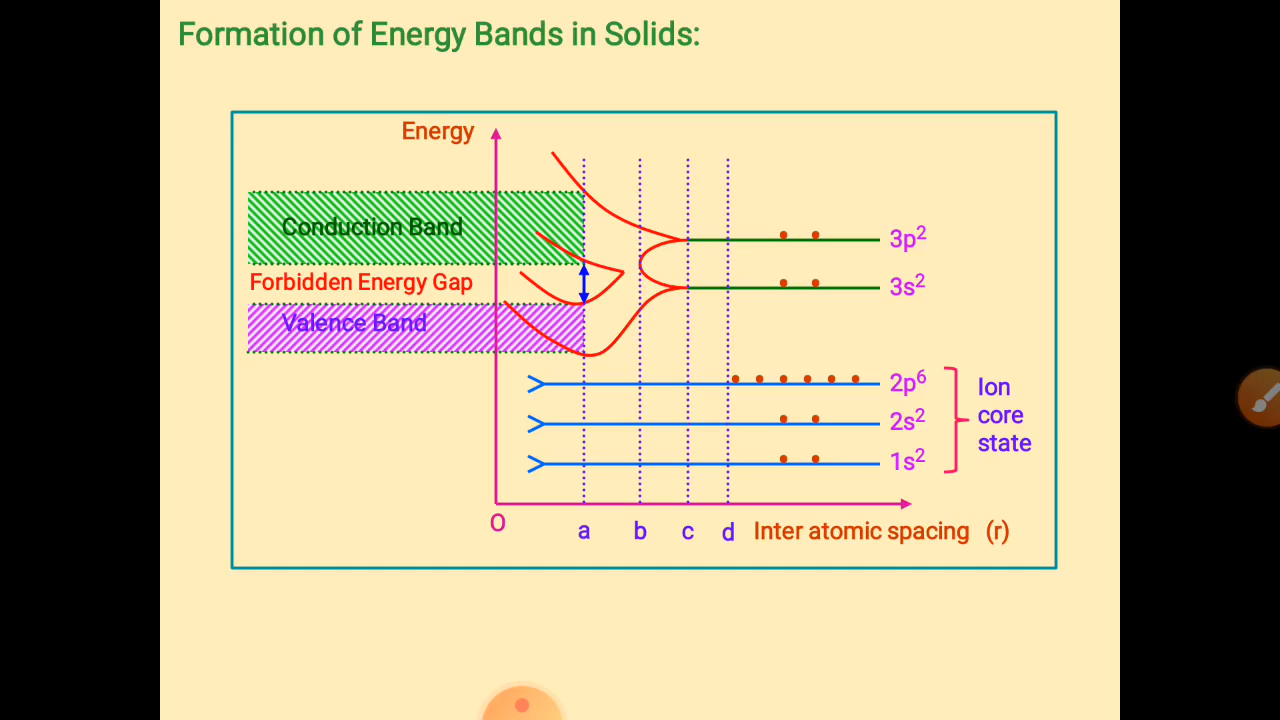 Formation of Energy Bands in Solids:
Energy
Conduction Band
Forbidden Energy Gap
Valence Band
3p²
3s²
2p⁶
2s²
1s²
Ion
core
state
O
a
b
c
d
Inter atomic spacing (r)